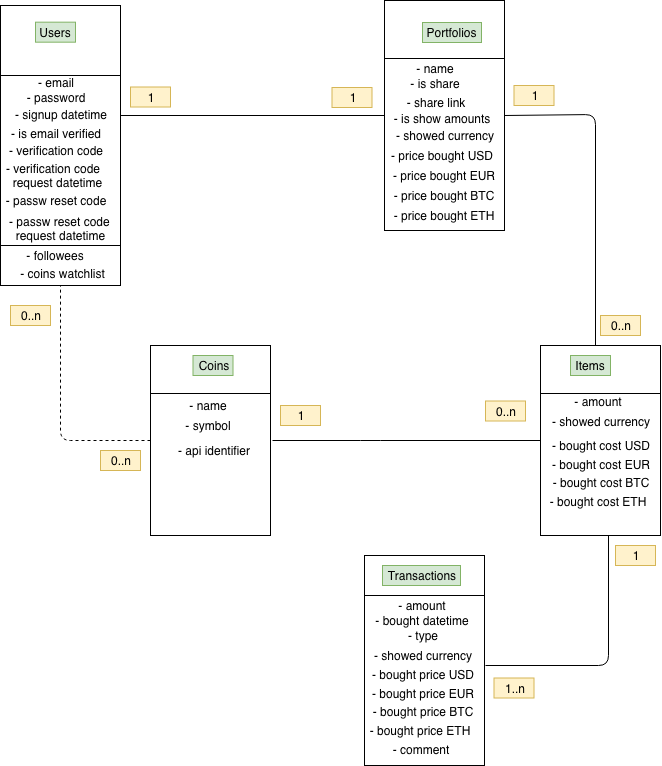 Users
- email
- password
- signup datetime
- is email verified
- verification code
- verification code
request datetime
- passw reset code
- passw reset code
request datetime
- followees
- coins watchlist
1
1
Portfolios
- name
- is share
- share link
- is show amounts
- showed currency
- price bought USD
- price bought EUR
- price bought BTC
- price bought ETH
1
0..n
0..n
0..n
Coins
- name
- symbol
- api identifier
1
0..n
Items
- amount
- showed currency
- bought cost USD
- bought cost EUR
- bought cost BTC
- bought cost ETH
1
1..n
Transactions
- amount
- bought datetime
- type
- showed currency
- bought price USD
- bought price EUR
- bought price BTC
- bought price ETH
- comment